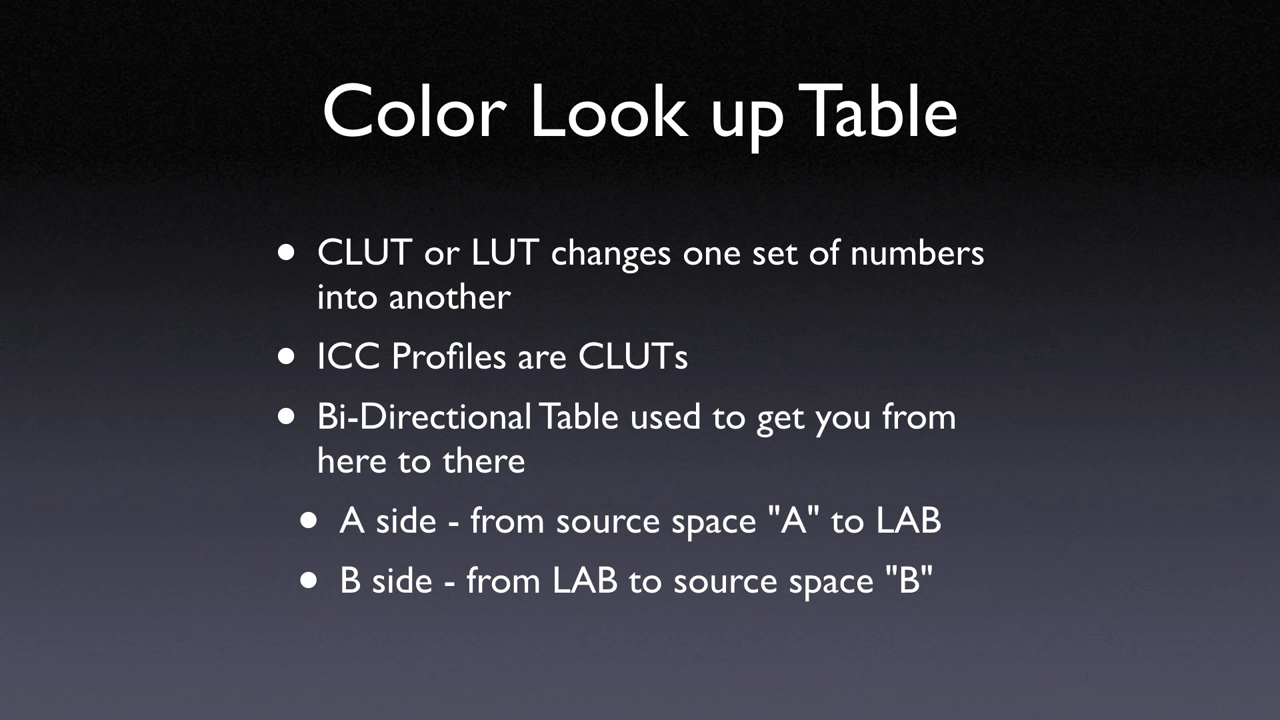 Color Look up Table
• CLUT or LUT changes one set of numbers
into another
• ICC Profiles are CLUTs
• Bi-Directional Table used to get you from
here to there
• A side - from source space "A" to LAB
• B side - from LAB to source space "B"